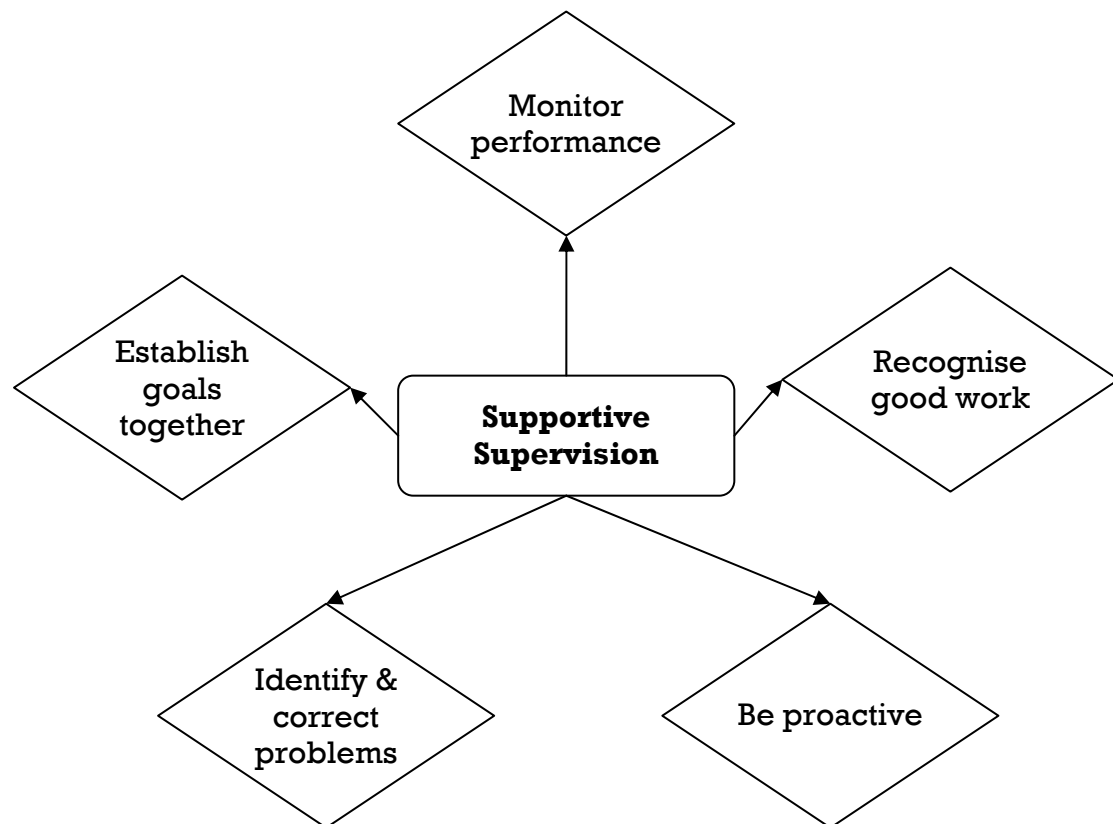 Monitor
performance
Establish
goals
together
Recognise
good work
Supportive
Supervision
Identify &
correct
problems
Be proactive